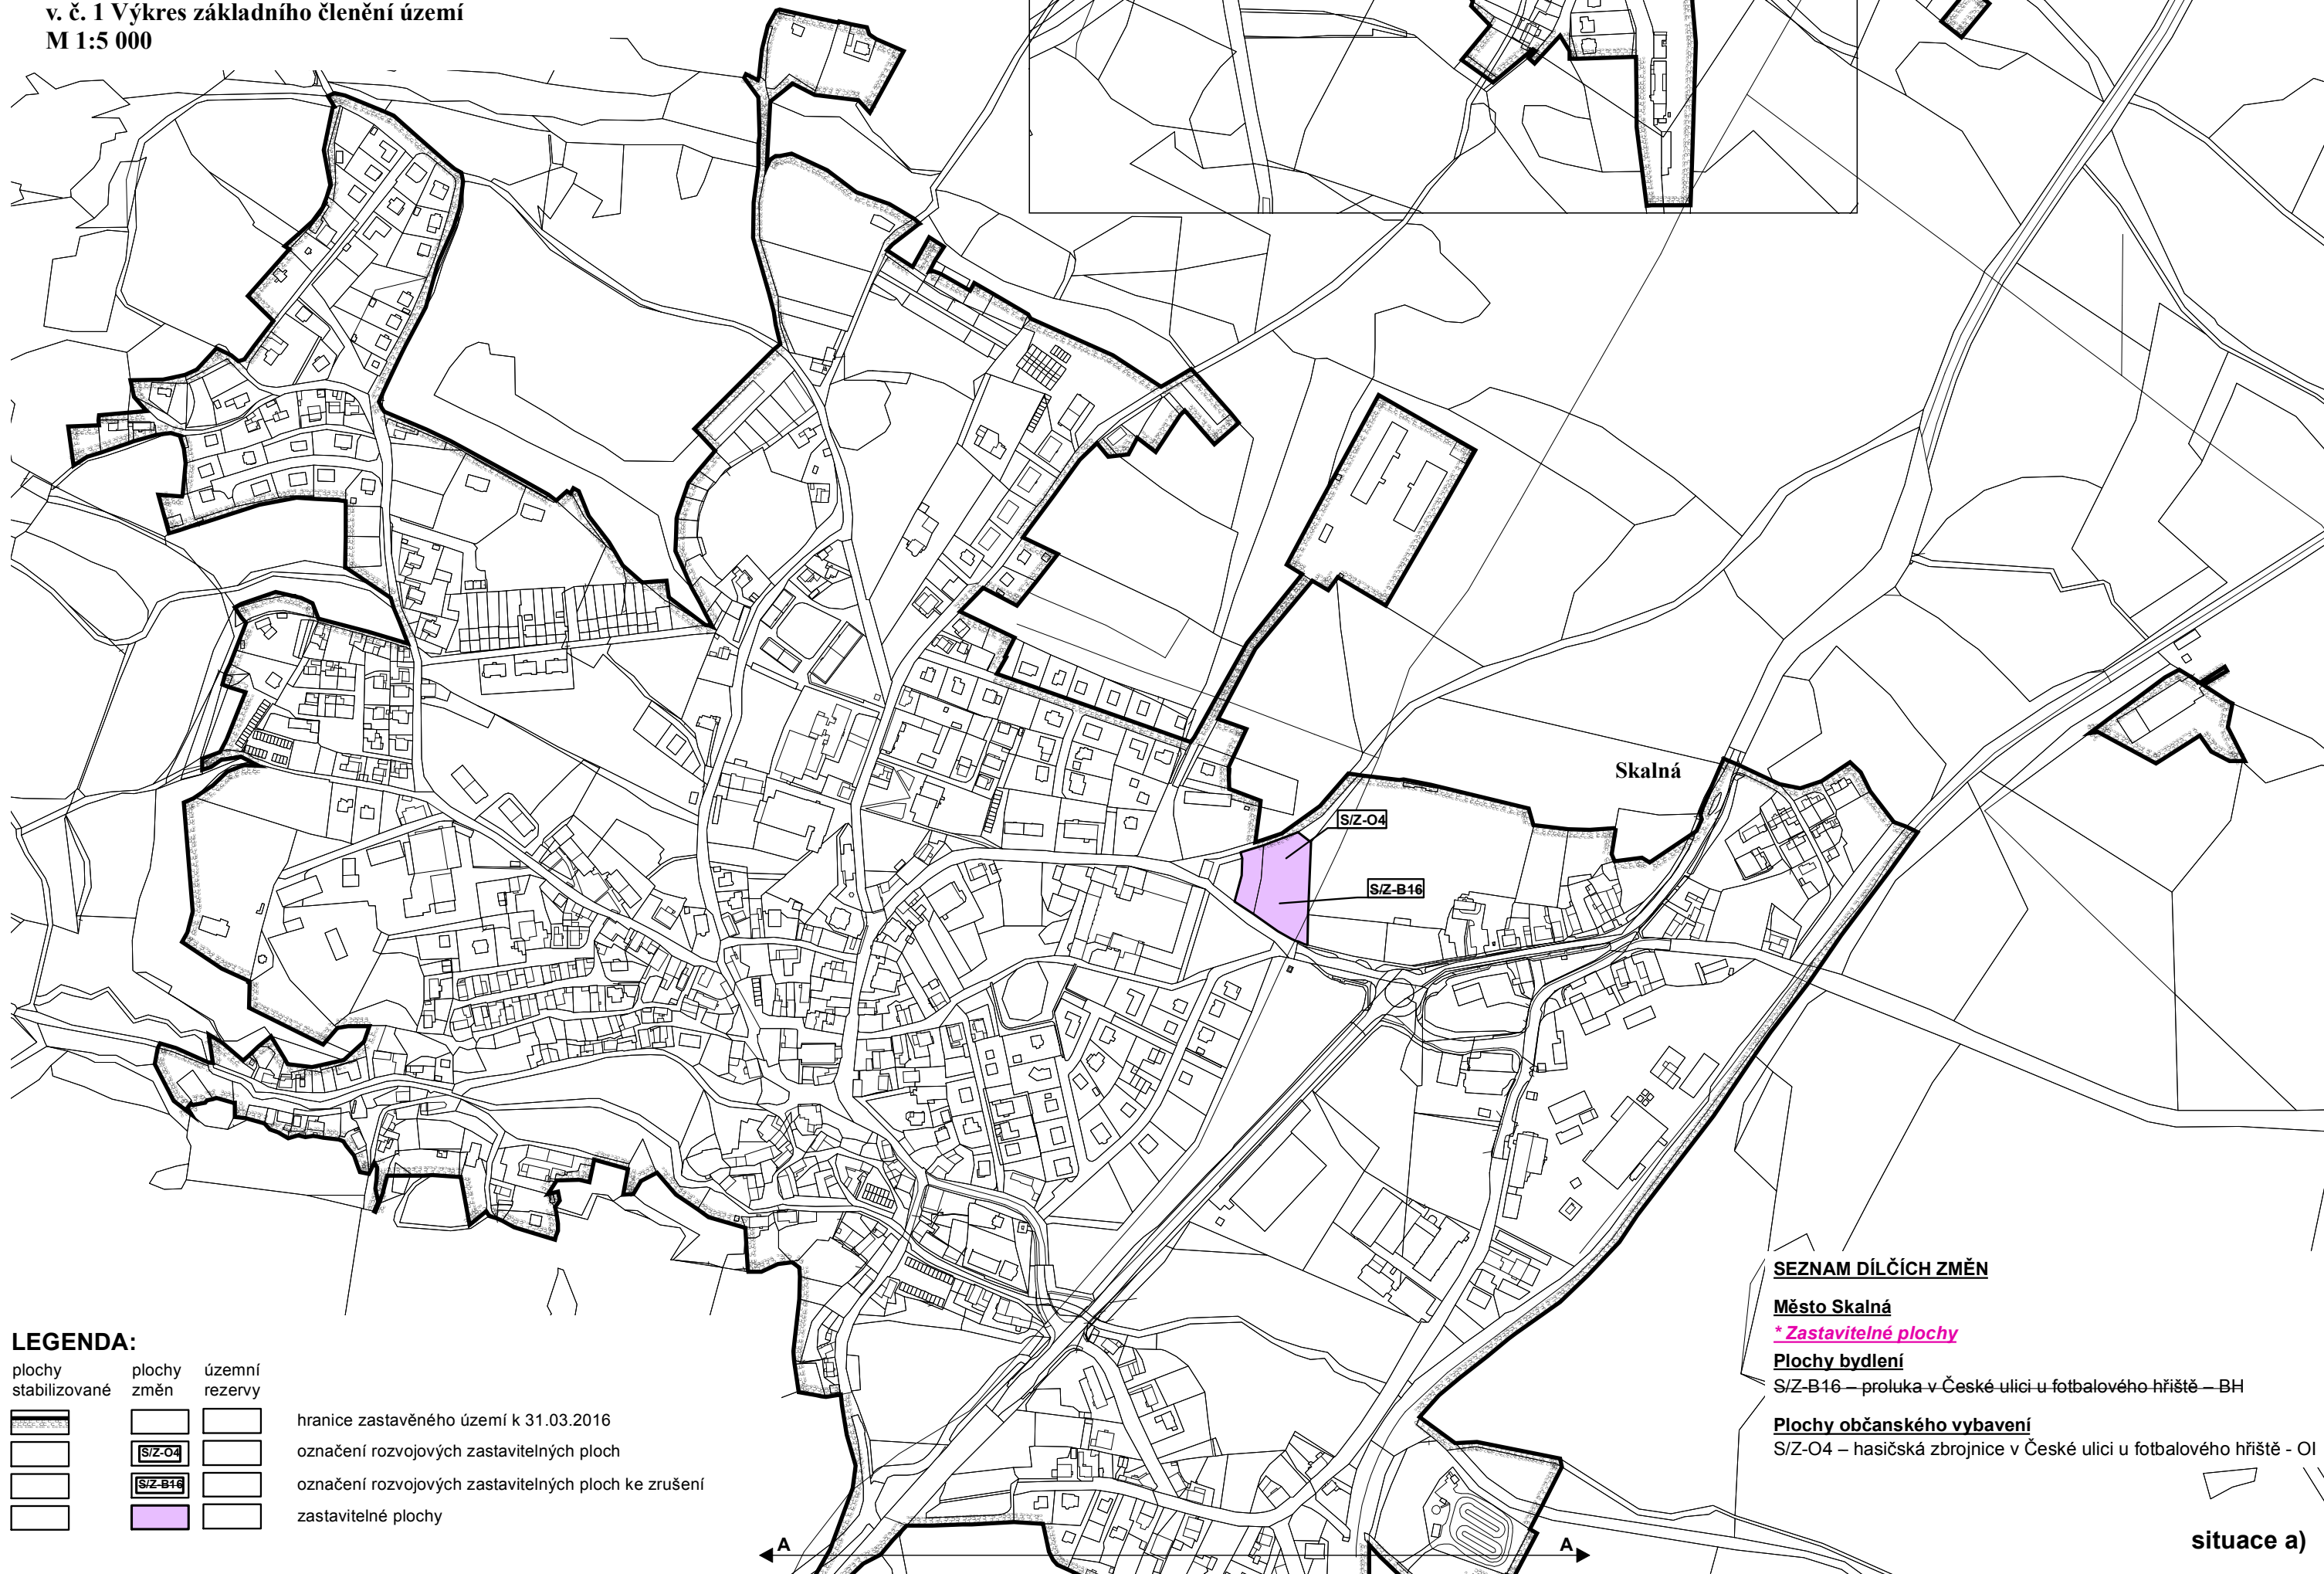 v. č. 1 Výkres základního členění území
M 1:5 000
Skalná
S/Z-O4
S/Z-B16
SEZNAM DÍLČÍCH ZMĚN
Město Skalná
* Zastavitelné plochy
Plochy bydlení
S/Z-B16 – proluka v České ulici u fotbalového hřiště – BH
Plochy občanského vybavení
S/Z-O4 – hasičská zbrojnice v České ulici u fotbalového hřiště - OI
LEGENDA:
plochy stabilizované
plochy změn
územní rezervy
hranice zastavěného území k 31.03.2016
S/Z-O4
označení rozvojových zastavitelných ploch
S/Z-B16
označení rozvojových zastavitelných ploch ke zrušení
zastavitelné plochy
A
A
situace a)